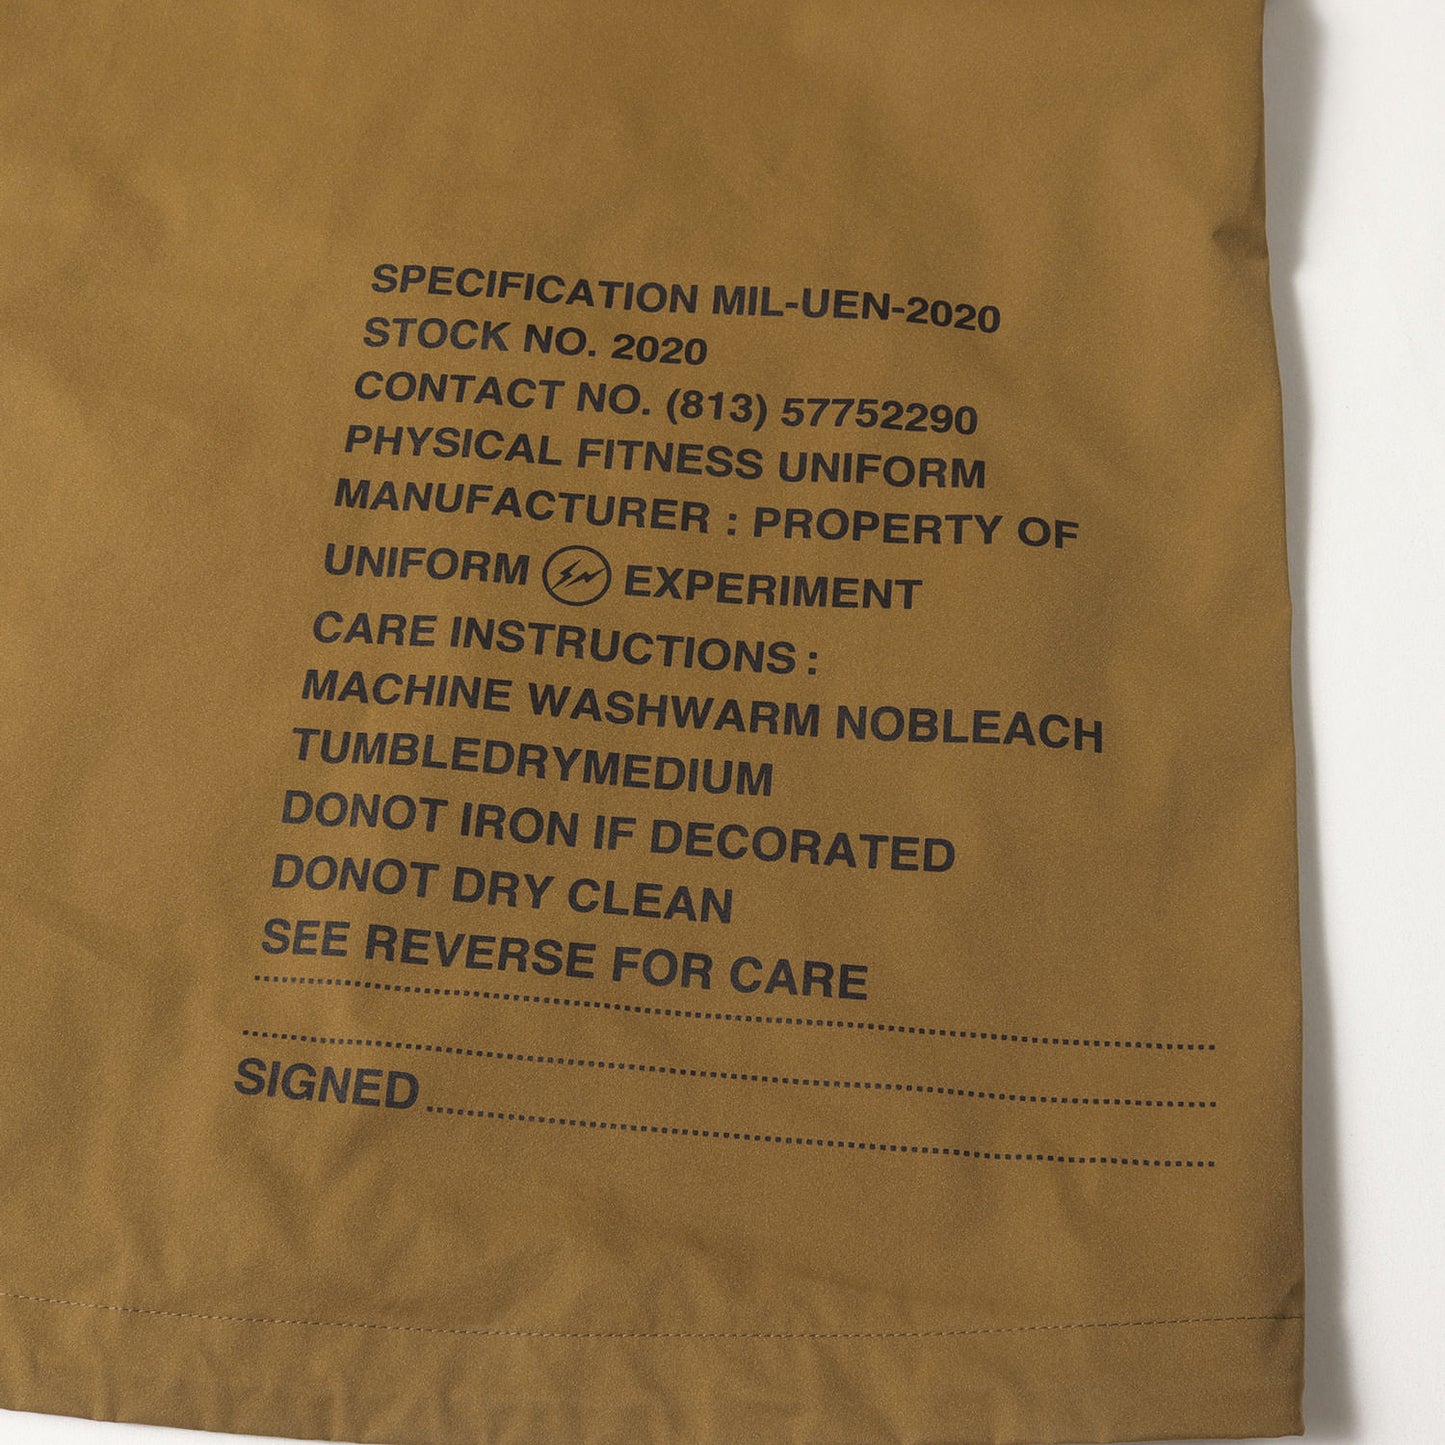 SPECIFICATION MIL-UEN-2020
STOCK NO. 2020
CONTACT NO. (813) 57752290
PHYSICAL FITNESS UNIFORM
MANUFACTURER : PROPERTY OF
UNIFORM EXPERIMENT
CARE INSTRUCTIONS :
MACHINE WASHWARM NOBLEACH
TUMBLEDRYMEDIUM
DONOT IRON IF DECORATED
DONOT DRY CLEAN
SEE REVERSE FOR CARE
SIGNED